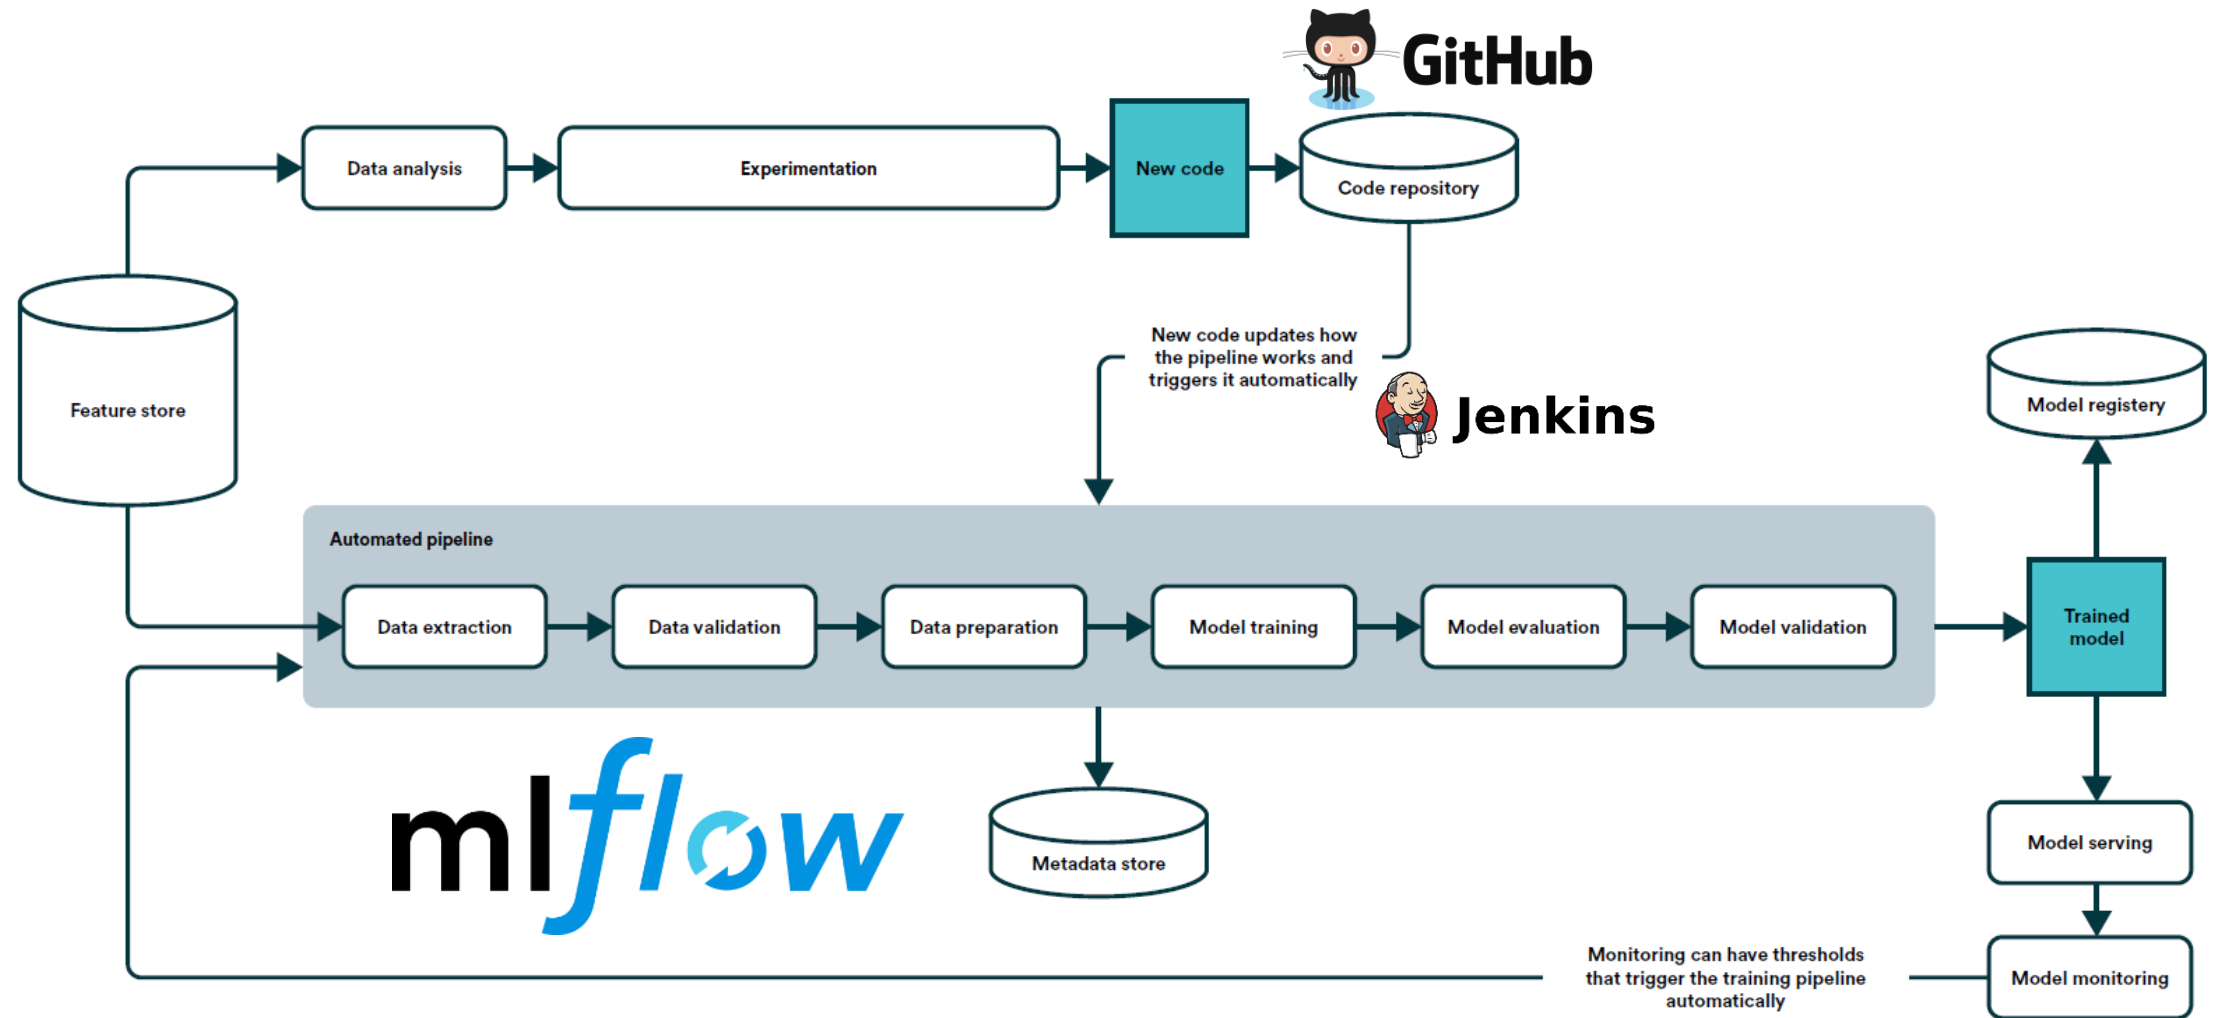 GitHub
Data analysis
Experimentation
New code
Code repository
New code updates how
the pipeline works and
triggers it automatically
Jenkins
Feature store
Model registery
Automated pipeline
Data extraction
Data validation
Data preparation
Model training
Model evaluation
Model validation
Trained
model
mlflow
Metadata store
Model serving
Monitoring can have thresholds
that trigger the training pipeline
automatically
Model monitoring